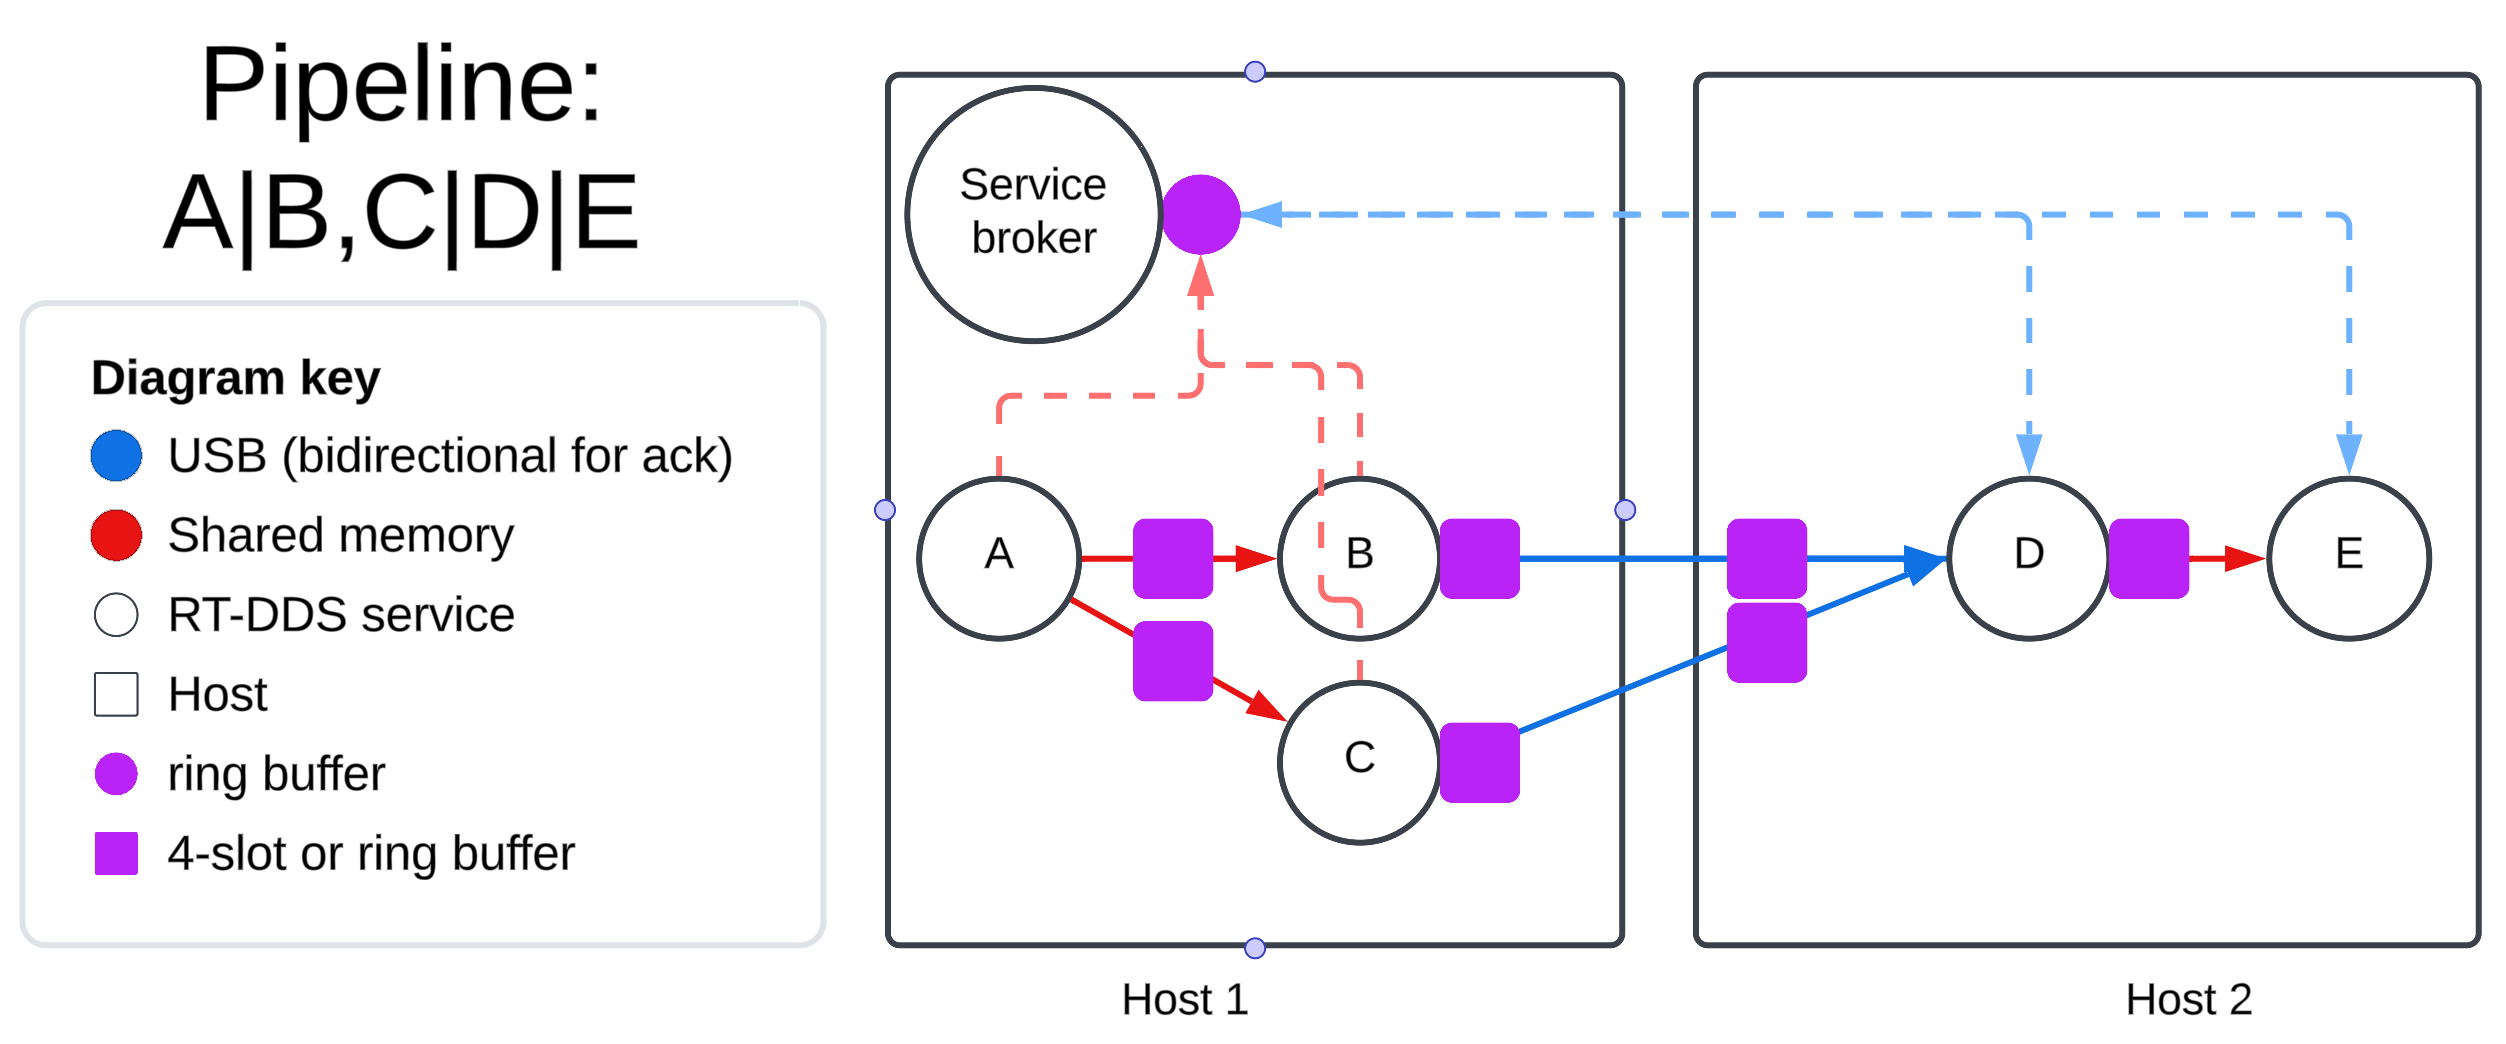 Pipeline:
A|B,C|D|E
Diagram key
USB (bidirectional for ack)
Shared memory
RT-DDS service
Host
ring buffer
4-slot or ring buffer
Service
broker
A
B
C
D
E
Host 1
Host 2